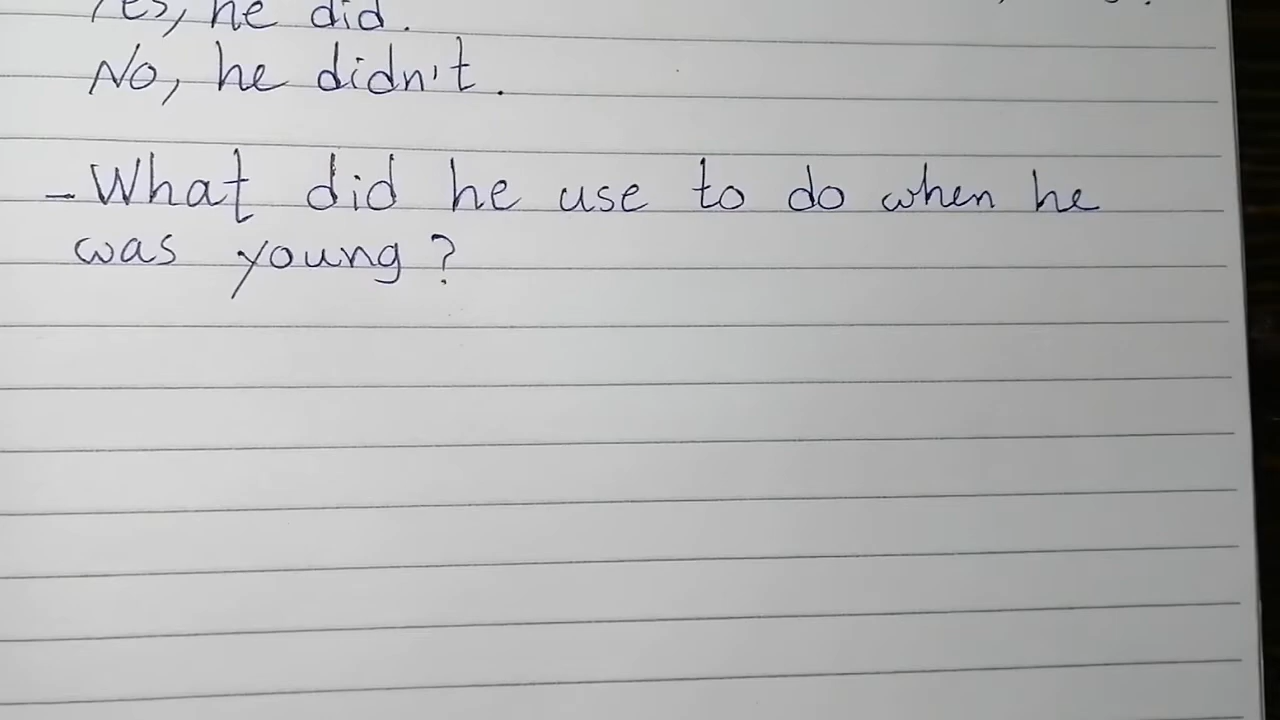 Yes, he did.
No, he didn't.
- What did he use to do when he
was young?